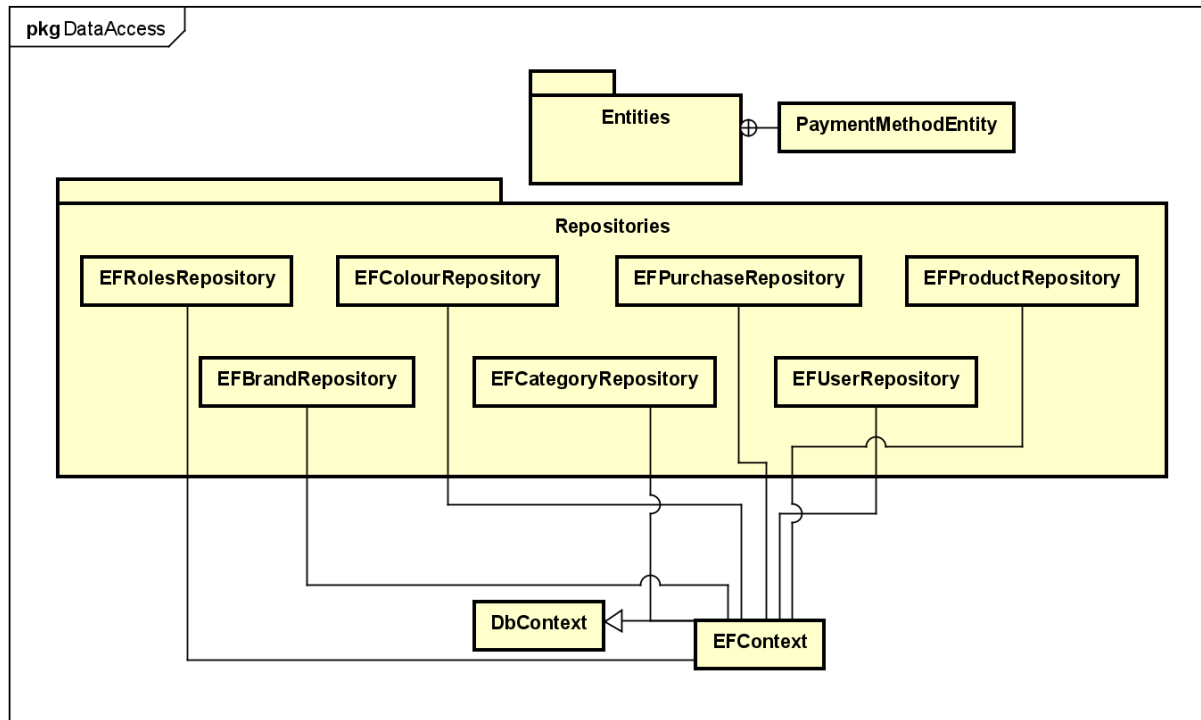 pkg DataAccess
Entities
PaymentMethodEntity
Repositories
EFRolesRepository
EFColourRepository
EFPurchaseRepository
EFProductRepository
EFBrandRepository
EFCategoryRepository
EFUserRepository
DbContext
EFContext